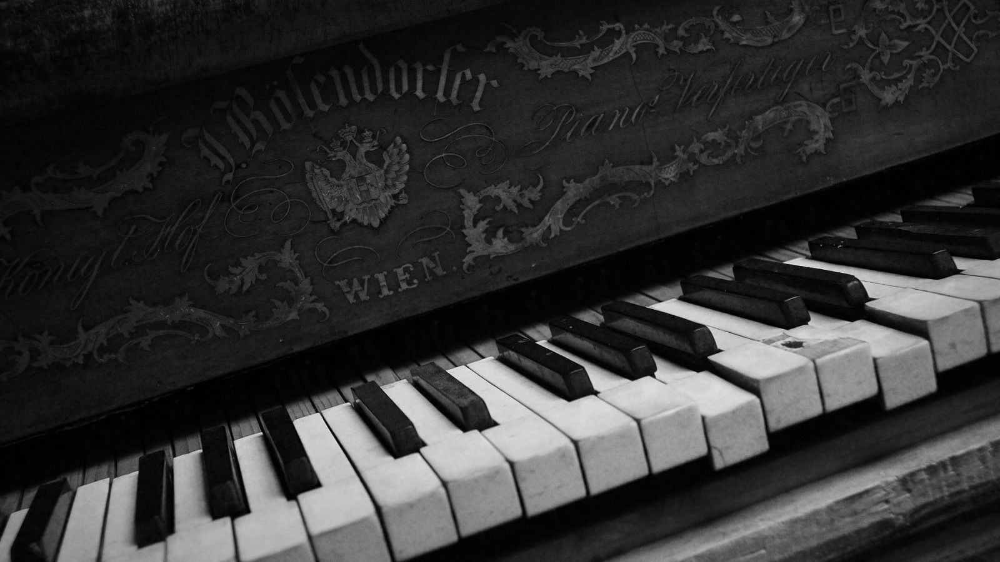 I Bösendorfer
Königl. Hof Piano Verfertiger
WIEN.